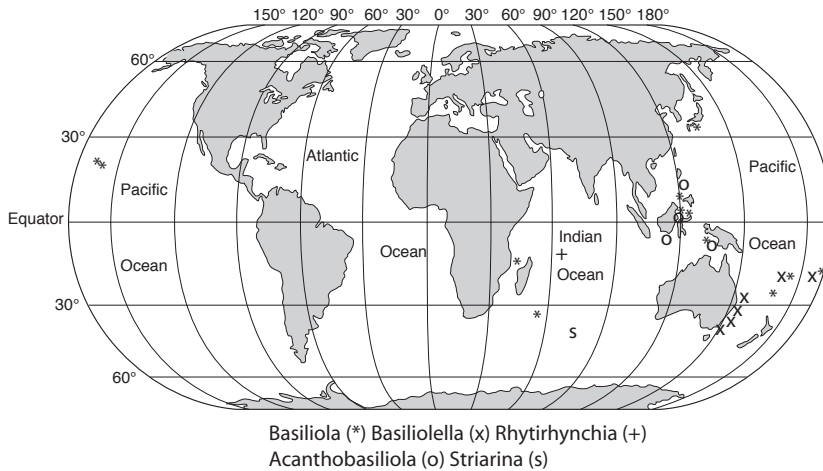 150° 120° 90° 60° 30° 0° 30° 60° 90° 120° 150° 180°
60°
30°
Atlantic
Pacific
Pacific
Equator
Ocean
Indian
Ocean
+
Ocean
Ocean
30°
s
60°
Basiliola (*) Basiliolella (x) Rhytirhynchia (+)
Acanthobasiliola (o) Striarina (s)